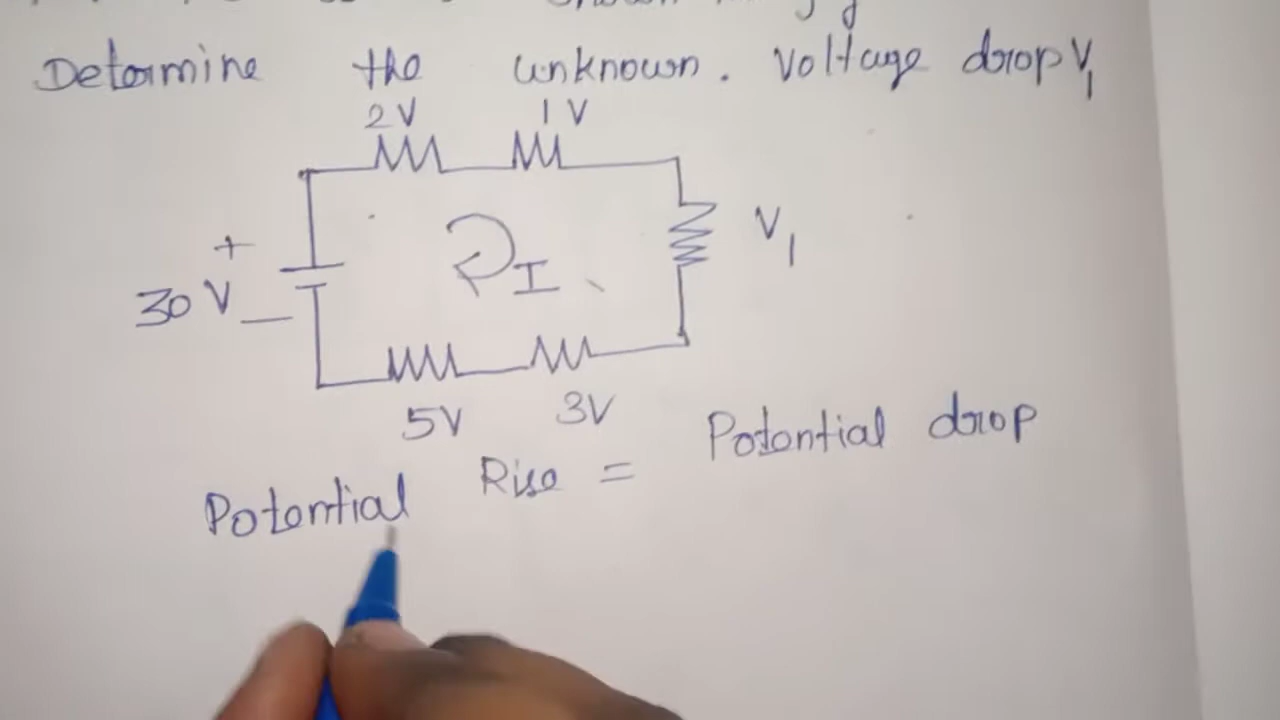 Determine the unknown. Voltage drop V1
2V 1V
+
30V
−
I
V1
5V 3V
Potential Rise = Potential drop